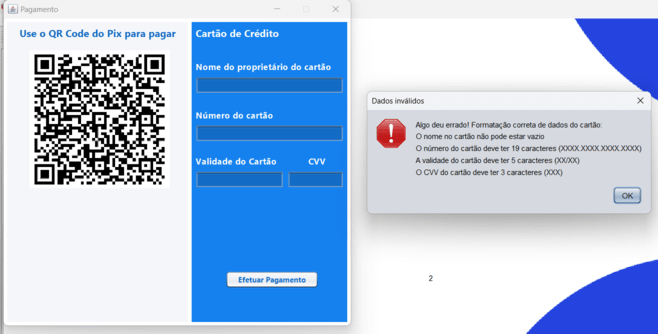 Pagamento
Use o QR Code do Pix para pagar
Cartão de Crédito
Nome do proprietário do cartão
Número do cartão
Validade do Cartão
CVV
Efetuar Pagamento
Dados inválidos
Algo deu errado! Formatação correta de dados do cartão:
O nome no cartão não pode estar vazio
O número do cartão deve ter 19 caracteres (XXXX.XXXX.XXXX.XXXX)
A validade do cartão deve ter 5 caracteres (XX/XX)
O CVV do cartão deve ter 3 caracteres (XXX)
OK
2